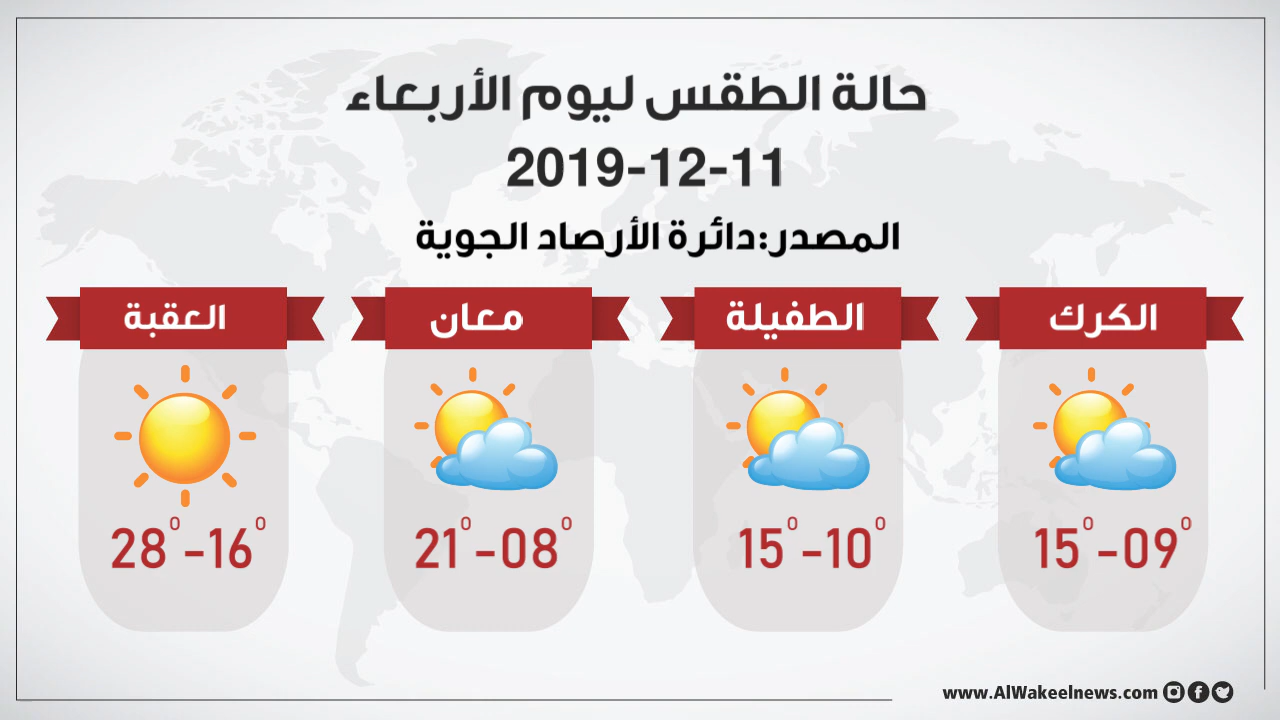 حالة الطقس ليوم الأربعاء
2019-12-11
المصدر:دائرة الأرصاد الجوية
الكرك
15°-09°
الطفيلة
15°-10°
معان
21°-08°
العقبة
28°-16°
www.AlWakeelnews.com